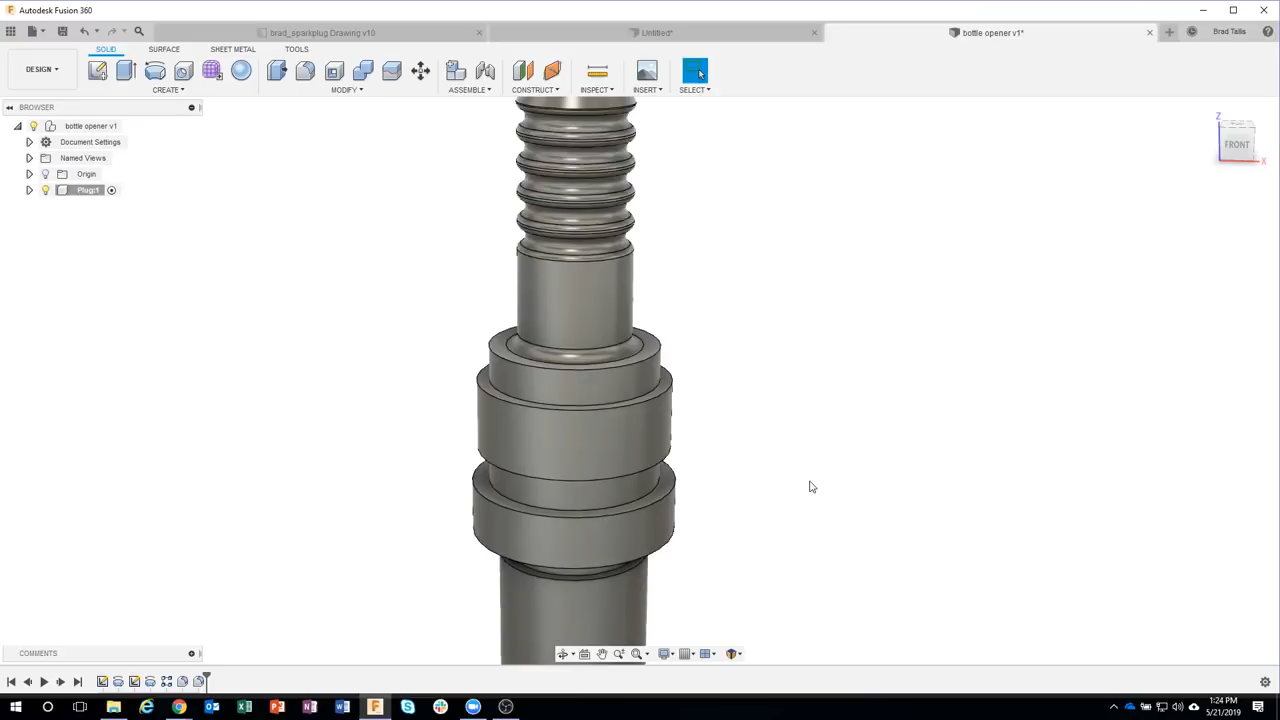 Autodesk Fusion 360
brad_sparkplug Drawing v10
Untitled*
bottle opener v1*
Brad Tallis
SOLID
SURFACE
SHEET METAL
TOOLS
DESIGN
CREATE
MODIFY
ASSEMBLE
CONSTRUCT
INSPECT
INSERT
SELECT
BROWSER
bottle opener v1
Document Settings
Named Views
Origin
Plug:1
Z
FRONT
X
COMMENTS
1:24 PM
5/21/2019